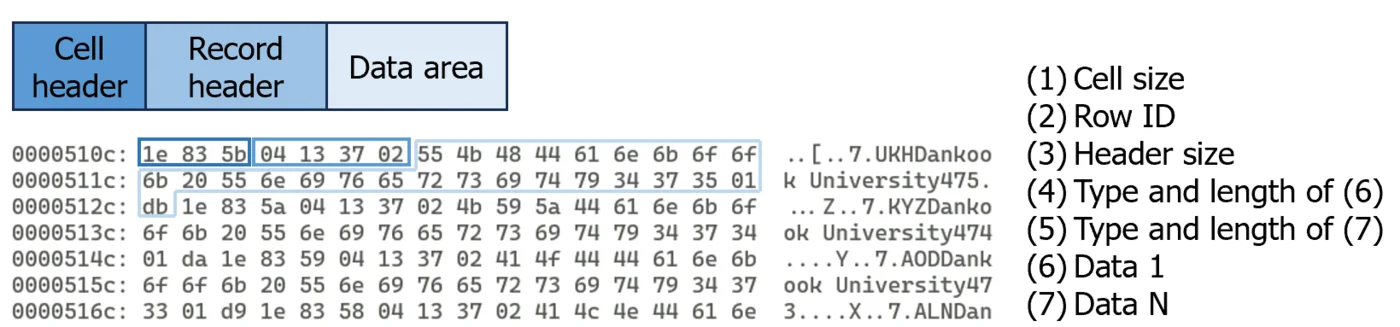 Cell header
Record header
Data area
0000510c: 1e 83 5b 04 13 37 02 55 4b 48 44 61 6e 6b 6f 6f ..[..7.UKHDankoo
0000511c: 6b 20 55 6e 69 76 65 72 73 69 74 79 34 37 35 01 k University475.
0000512c: db 1e 83 5a 04 13 37 02 4b 59 5a 44 61 6e 6b 6f ...Z..7.KYZDanko
0000513c: 6f 6b 20 55 6e 69 76 65 72 73 69 74 79 34 37 34 ok University474
0000514c: 01 da 1e 83 59 04 13 37 02 41 4f 44 44 61 6e 6b ....Y..7.AODDank
0000515c: 6f 6f 6b 20 55 6e 69 76 65 72 73 69 74 79 34 37 ook University47
0000516c: 33 01 d9 1e 83 58 04 13 37 02 41 4c 4e 44 61 6e 3....X..7.ALNDan
(1) Cell size
(2) Row ID
(3) Header size
(4) Type and length of (6)
(5) Type and length of (7)
(6) Data 1
(7) Data N